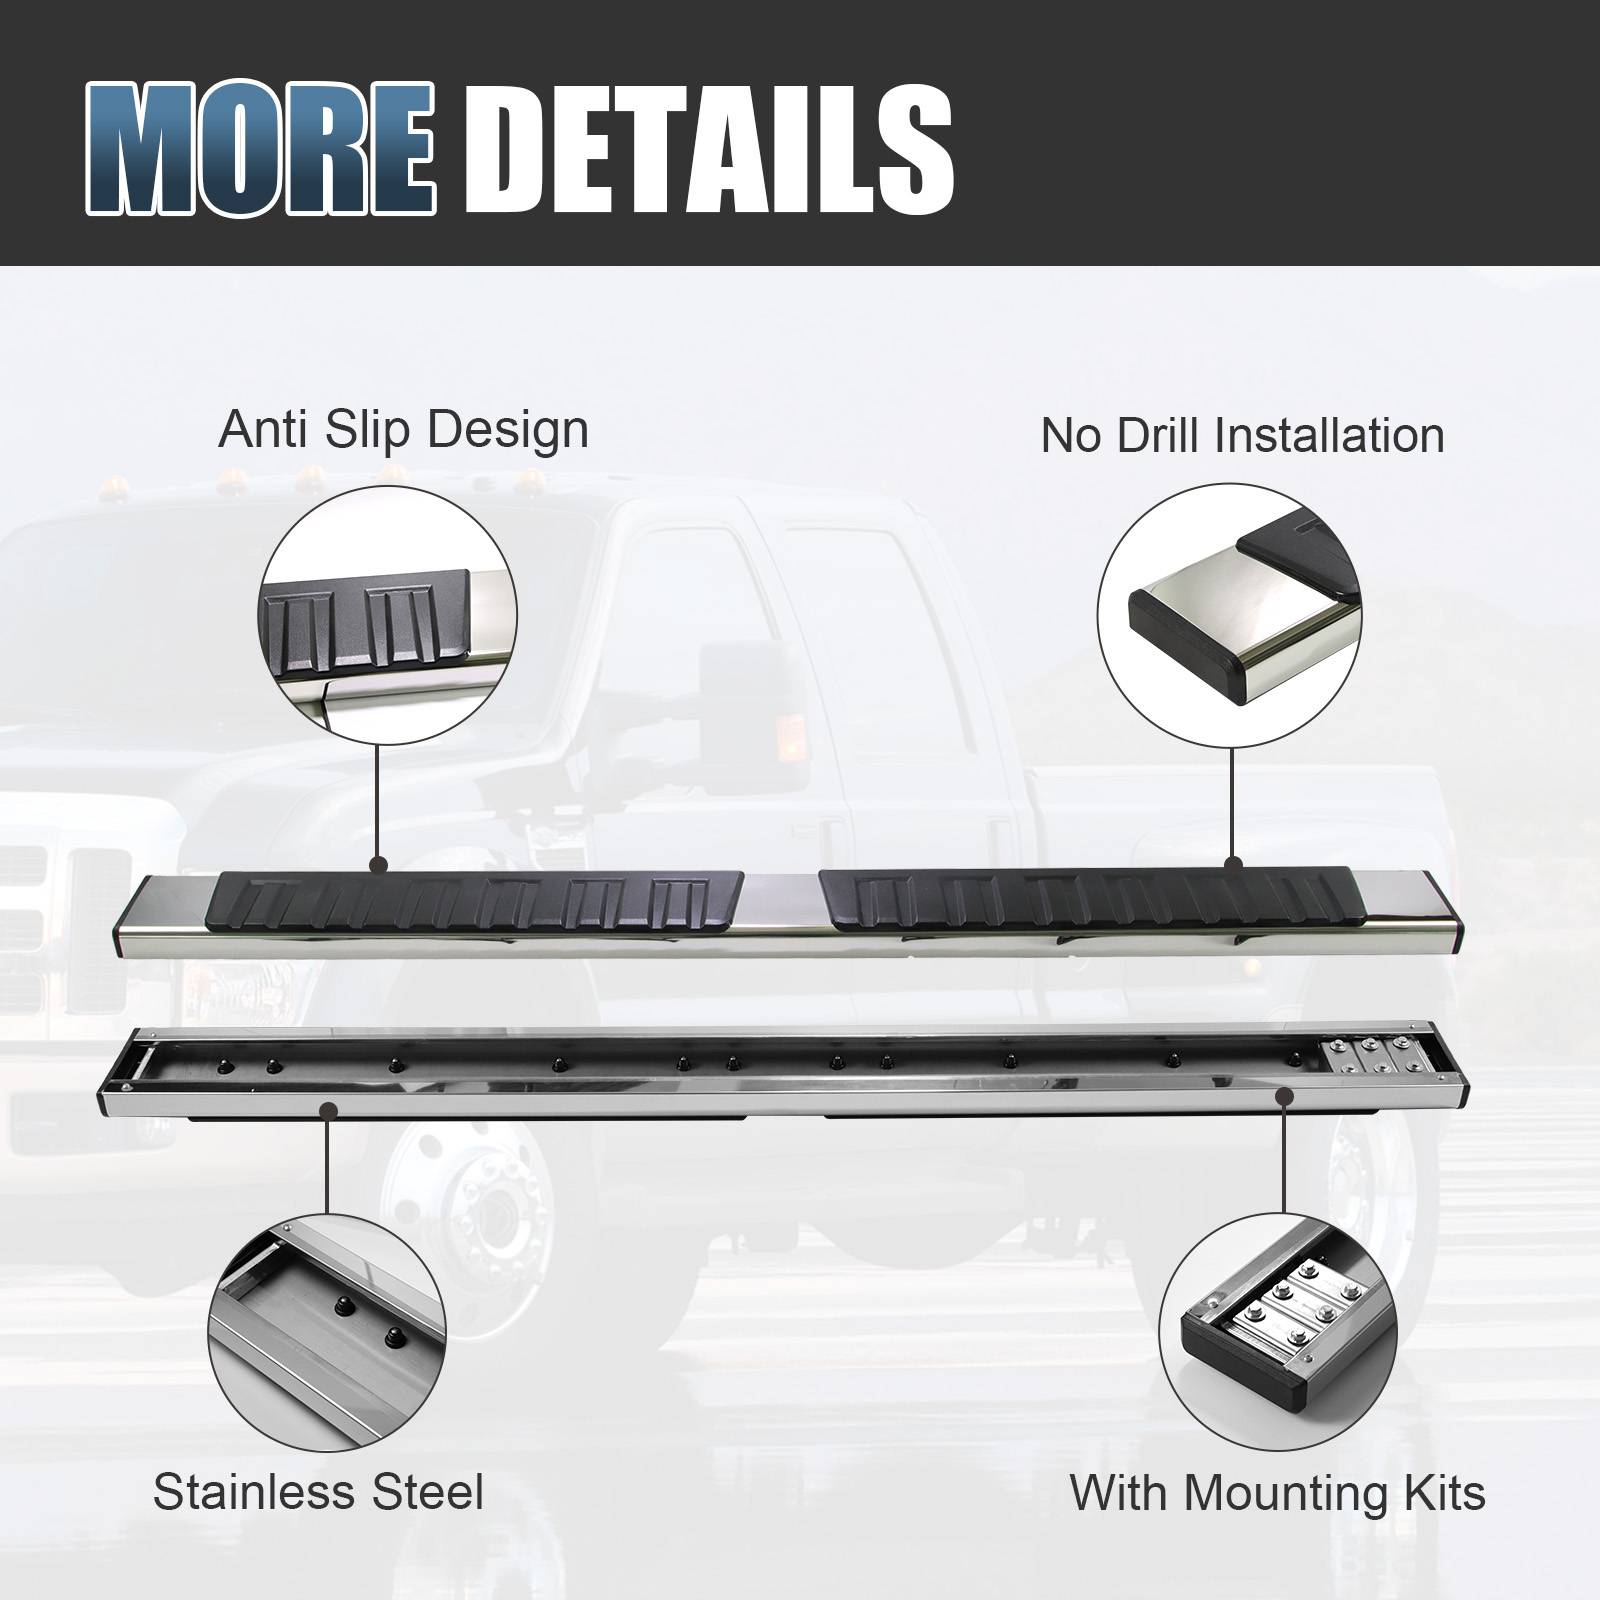 MORE DETAILS
Anti Slip Design
No Drill Installation
Stainless Steel
With Mounting Kits